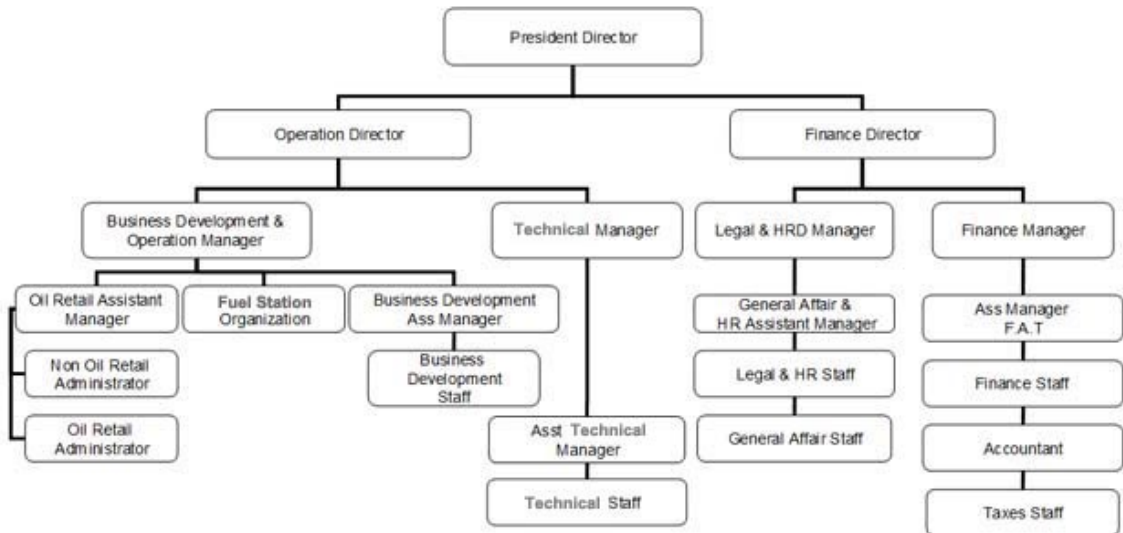 President Director
Operation Director
Finance Director
Business Development &
Operation Manager
Technical Manager
Legal & HRD Manager
Finance Manager
Oil Retail Assistant
Manager
Fuel Station
Organization
Business Development
Ass Manager
General Affair &
HR Assistant Manager
Ass Manager
F.A.T
Non Oil Retail
Administrator
Business
Development
Staff
Legal & HR Staff
Finance Staff
Oil Retail
Administrator
Asst Technical
Manager
General Affair Staff
Accountant
Technical Staff
Taxes Staff